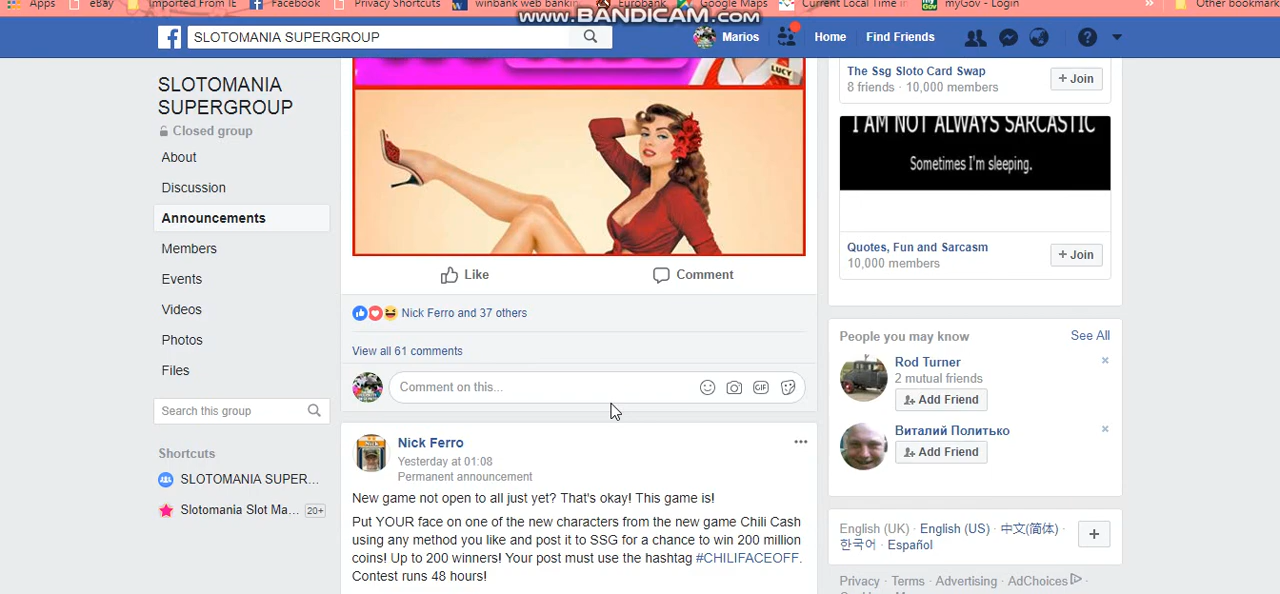 Apps eBay Imported From IE Facebook Privacy Shortcuts winbank web bankin Eurobank Google Maps Current Local Time in myGov - Login » Other bookmark
www.BANDICAM.com
SLOTOMANIA SUPERGROUP
Marios Home Find Friends
SLOTOMANIA
SUPERGROUP
Closed group
About
Discussion
Announcements
Members
Events
Videos
Photos
Files
Search this group
Shortcuts
SLOTOMANIA SUPER...
Slotomania Slot Ma... 20+
LUCY
Like Comment
Nick Ferro and 37 others
View all 61 comments
Comment on this...
GIF
Nick Ferro
Yesterday at 01:08
Permanent announcement
New game not open to all just yet? That's okay! This game is!
Put YOUR face on one of the new characters from the new game Chili Cash
using any method you like and post it to SSG for a chance to win 200 million
coins! Up to 200 winners! Your post must use the hashtag #CHILIFACEOFF.
Contest runs 48 hours!
The Ssg Sloto Card Swap
8 friends · 10,000 members
+ Join
I AM NOT ALWAYS SARCASTIC
Sometimes I'm sleeping.
Quotes, Fun and Sarcasm
10,000 members
+ Join
People you may know See All
Rod Turner
2 mutual friends
Add Friend
Виталий Политько
Add Friend
English (UK) · English (US) · 中文(简体) ·
한국어 · Español
Privacy · Terms · Advertising · AdChoices